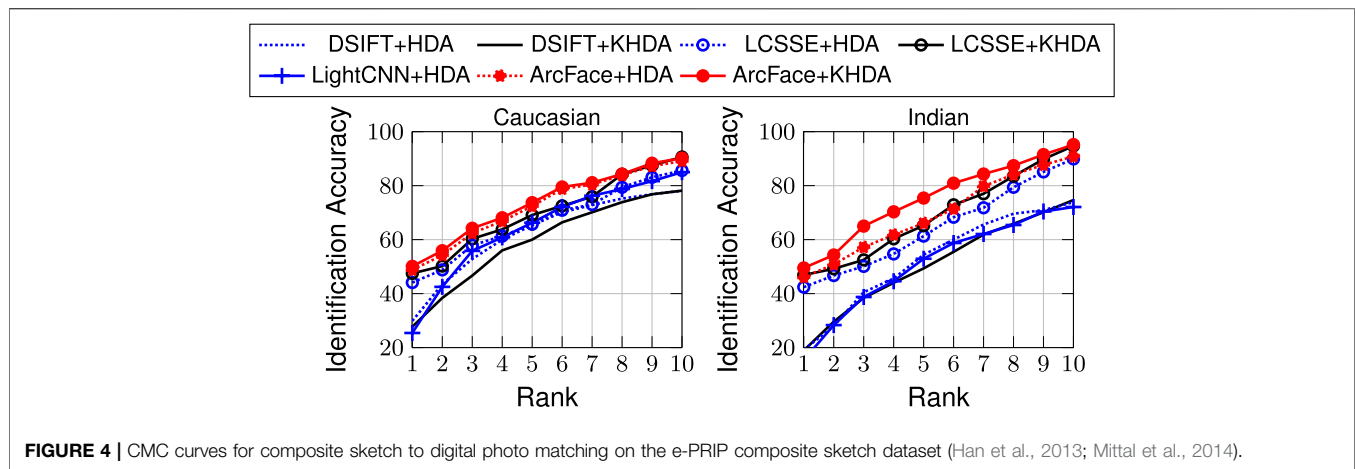 DSIFT+HDA DSIFT+KHDA LCSSE+HDA LCSSE+KHDA
LightCNN+HDA ArcFace+HDA ArcFace+KHDA
Caucasian
Identification Accuracy
100
80
60
40
20
1 2 3 4 5 6 7 8 9 10
Rank
Indian
Identification Accuracy
100
80
60
40
20
1 2 3 4 5 6 7 8 9 10
Rank
FIGURE 4 | CMC curves for composite sketch to digital photo matching on the e-PRIP composite sketch dataset (Han et al., 2013; Mittal et al., 2014).